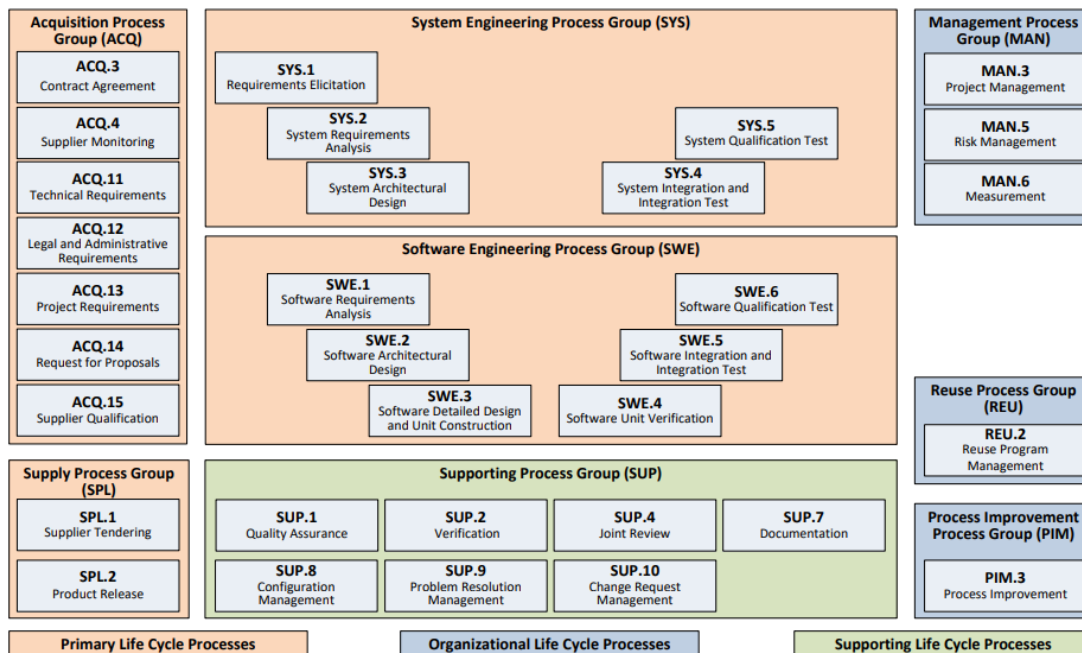 Acquisition Process
Group (ACQ)
ACQ.3
Contract Agreement
ACQ.4
Supplier Monitoring
ACQ.11
Technical Requirements
ACQ.12
Legal and Administrative
Requirements
ACQ.13
Project Requirements
ACQ.14
Request for Proposals
ACQ.15
Supplier Qualification
System Engineering Process Group (SYS)
SYS.1
Requirements Elicitation
SYS.2
System Requirements
Analysis
SYS.3
System Architectural
Design
SYS.5
System Qualification Test
SYS.4
System Integration and
Integration Test
Management Process
Group (MAN)
MAN.3
Project Management
MAN.5
Risk Management
MAN.6
Measurement
Software Engineering Process Group (SWE)
SWE.1
Software Requirements
Analysis
SWE.2
Software Architectural
Design
SWE.3
Software Detailed Design
and Unit Construction
SWE.6
Software Qualification Test
SWE.5
Software Integration and
Integration Test
SWE.4
Software Unit Verification
Reuse Process Group
(REU)
REU.2
Reuse Program
Management
Supply Process Group
(SPL)
SPL.1
Supplier Tendering
SPL.2
Product Release
Supporting Process Group (SUP)
SUP.1
Quality Assurance
SUP.2
Verification
SUP.4
Joint Review
SUP.7
Documentation
SUP.8
Configuration
Management
SUP.9
Problem Resolution
Management
SUP.10
Change Request
Management
Process Improvement
Process Group (PIM)
PIM.3
Process Improvement
Primary Life Cycle Processes
Organizational Life Cycle Processes
Supporting Life Cycle Processes